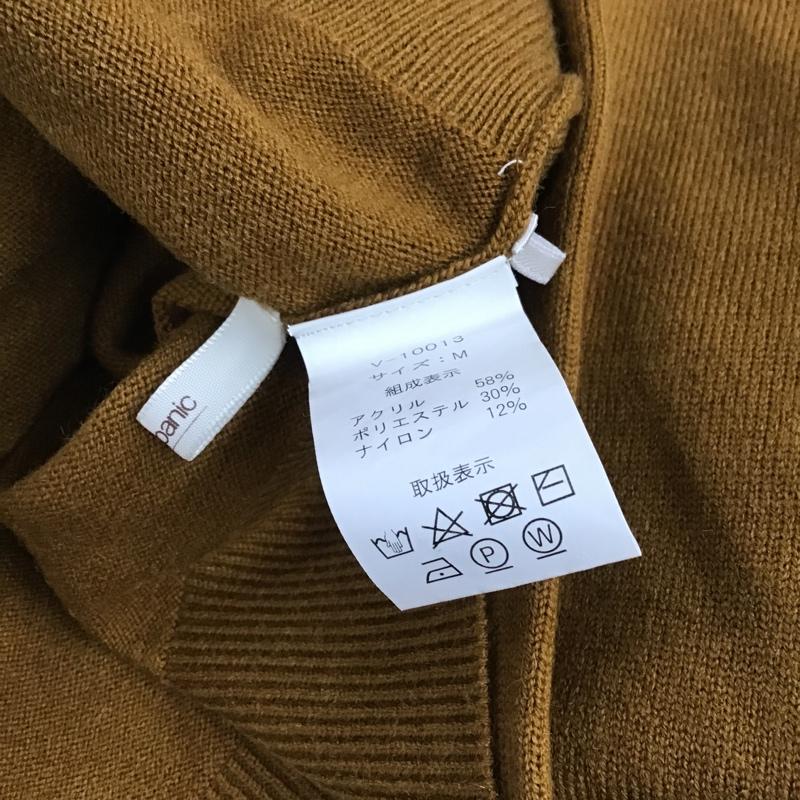 V-10013
サイズ：M
組成表示
アクリル 58%
ポリエステル 30%
ナイロン 12%
取扱表示
P W
panic